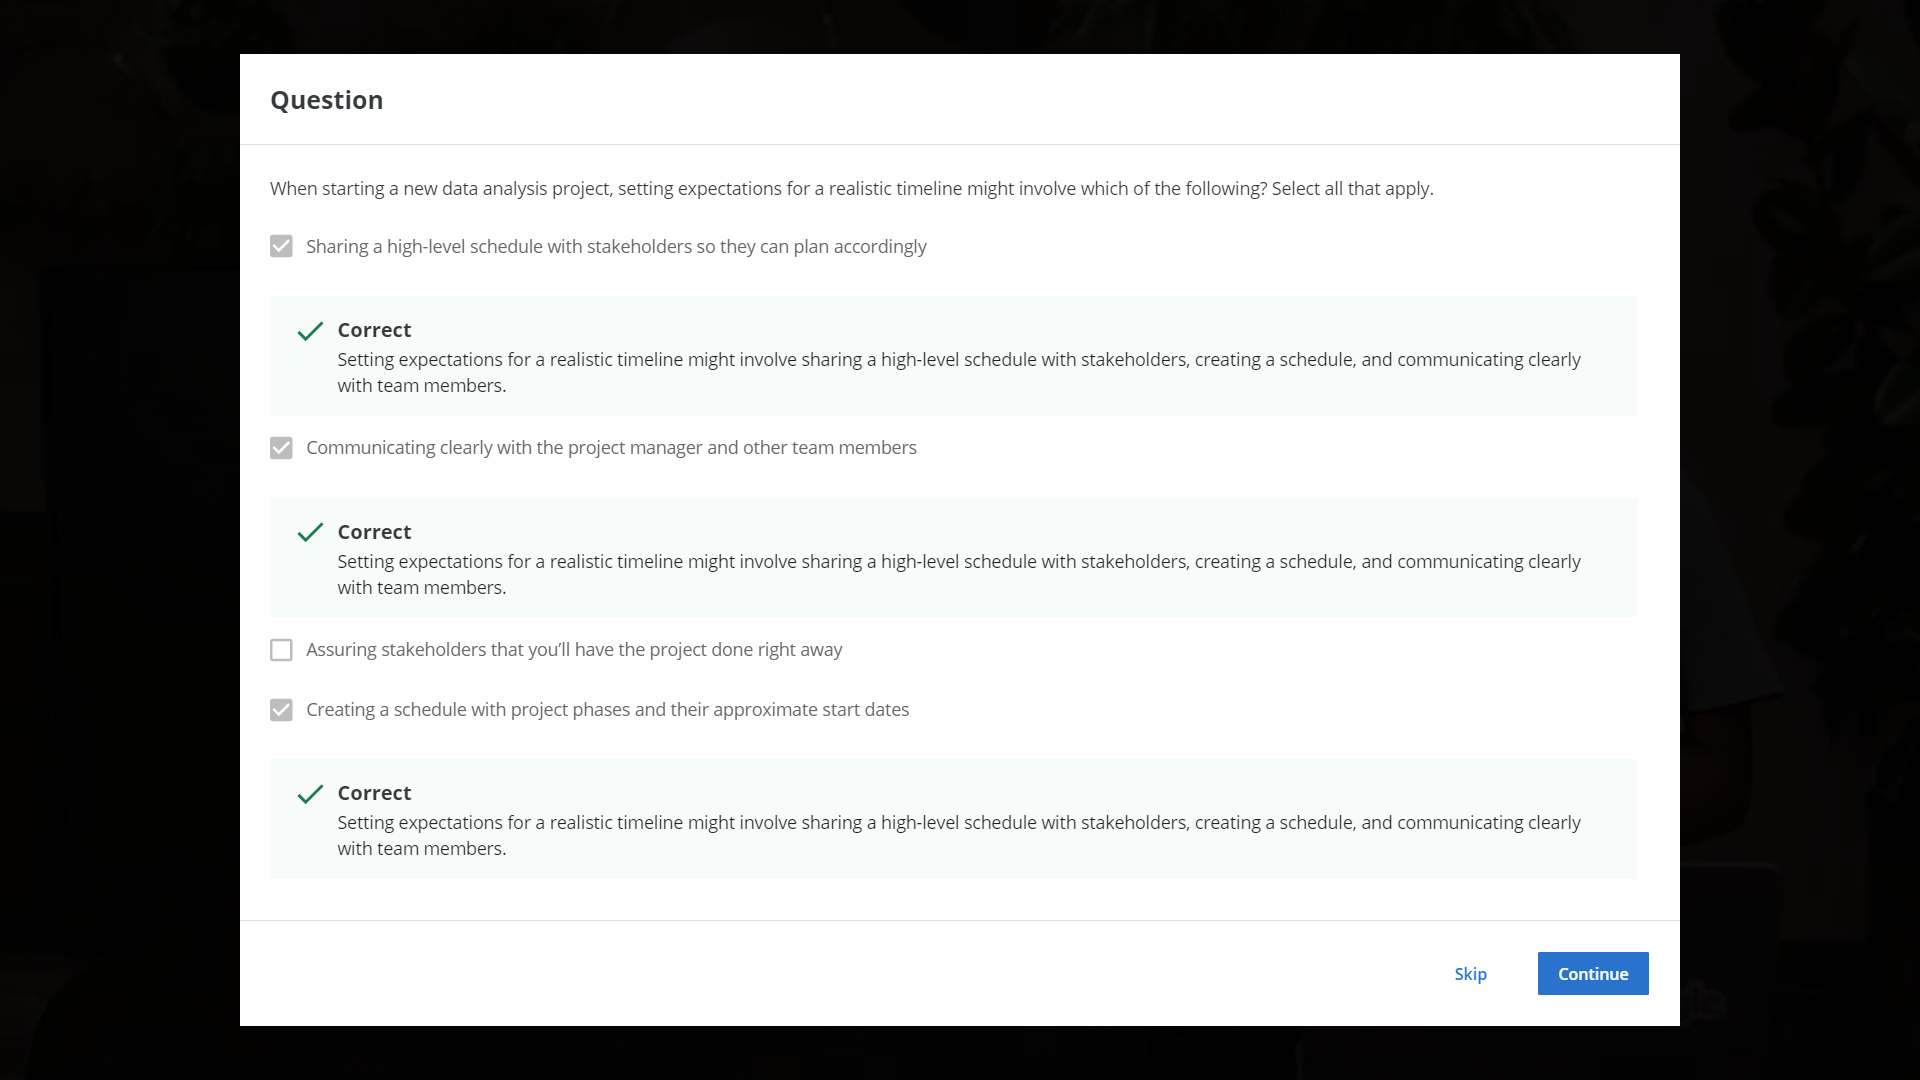 Question
When starting a new data analysis project, setting expectations for a realistic timeline might involve which of the following? Select all that apply.
Sharing a high-level schedule with stakeholders so they can plan accordingly
Correct
Setting expectations for a realistic timeline might involve sharing a high-level schedule with stakeholders, creating a schedule, and communicating clearly
with team members.
Communicating clearly with the project manager and other team members
Correct
Setting expectations for a realistic timeline might involve sharing a high-level schedule with stakeholders, creating a schedule, and communicating clearly
with team members.
Assuring stakeholders that you’ll have the project done right away
Creating a schedule with project phases and their approximate start dates
Correct
Setting expectations for a realistic timeline might involve sharing a high-level schedule with stakeholders, creating a schedule, and communicating clearly
with team members.
Skip
Continue